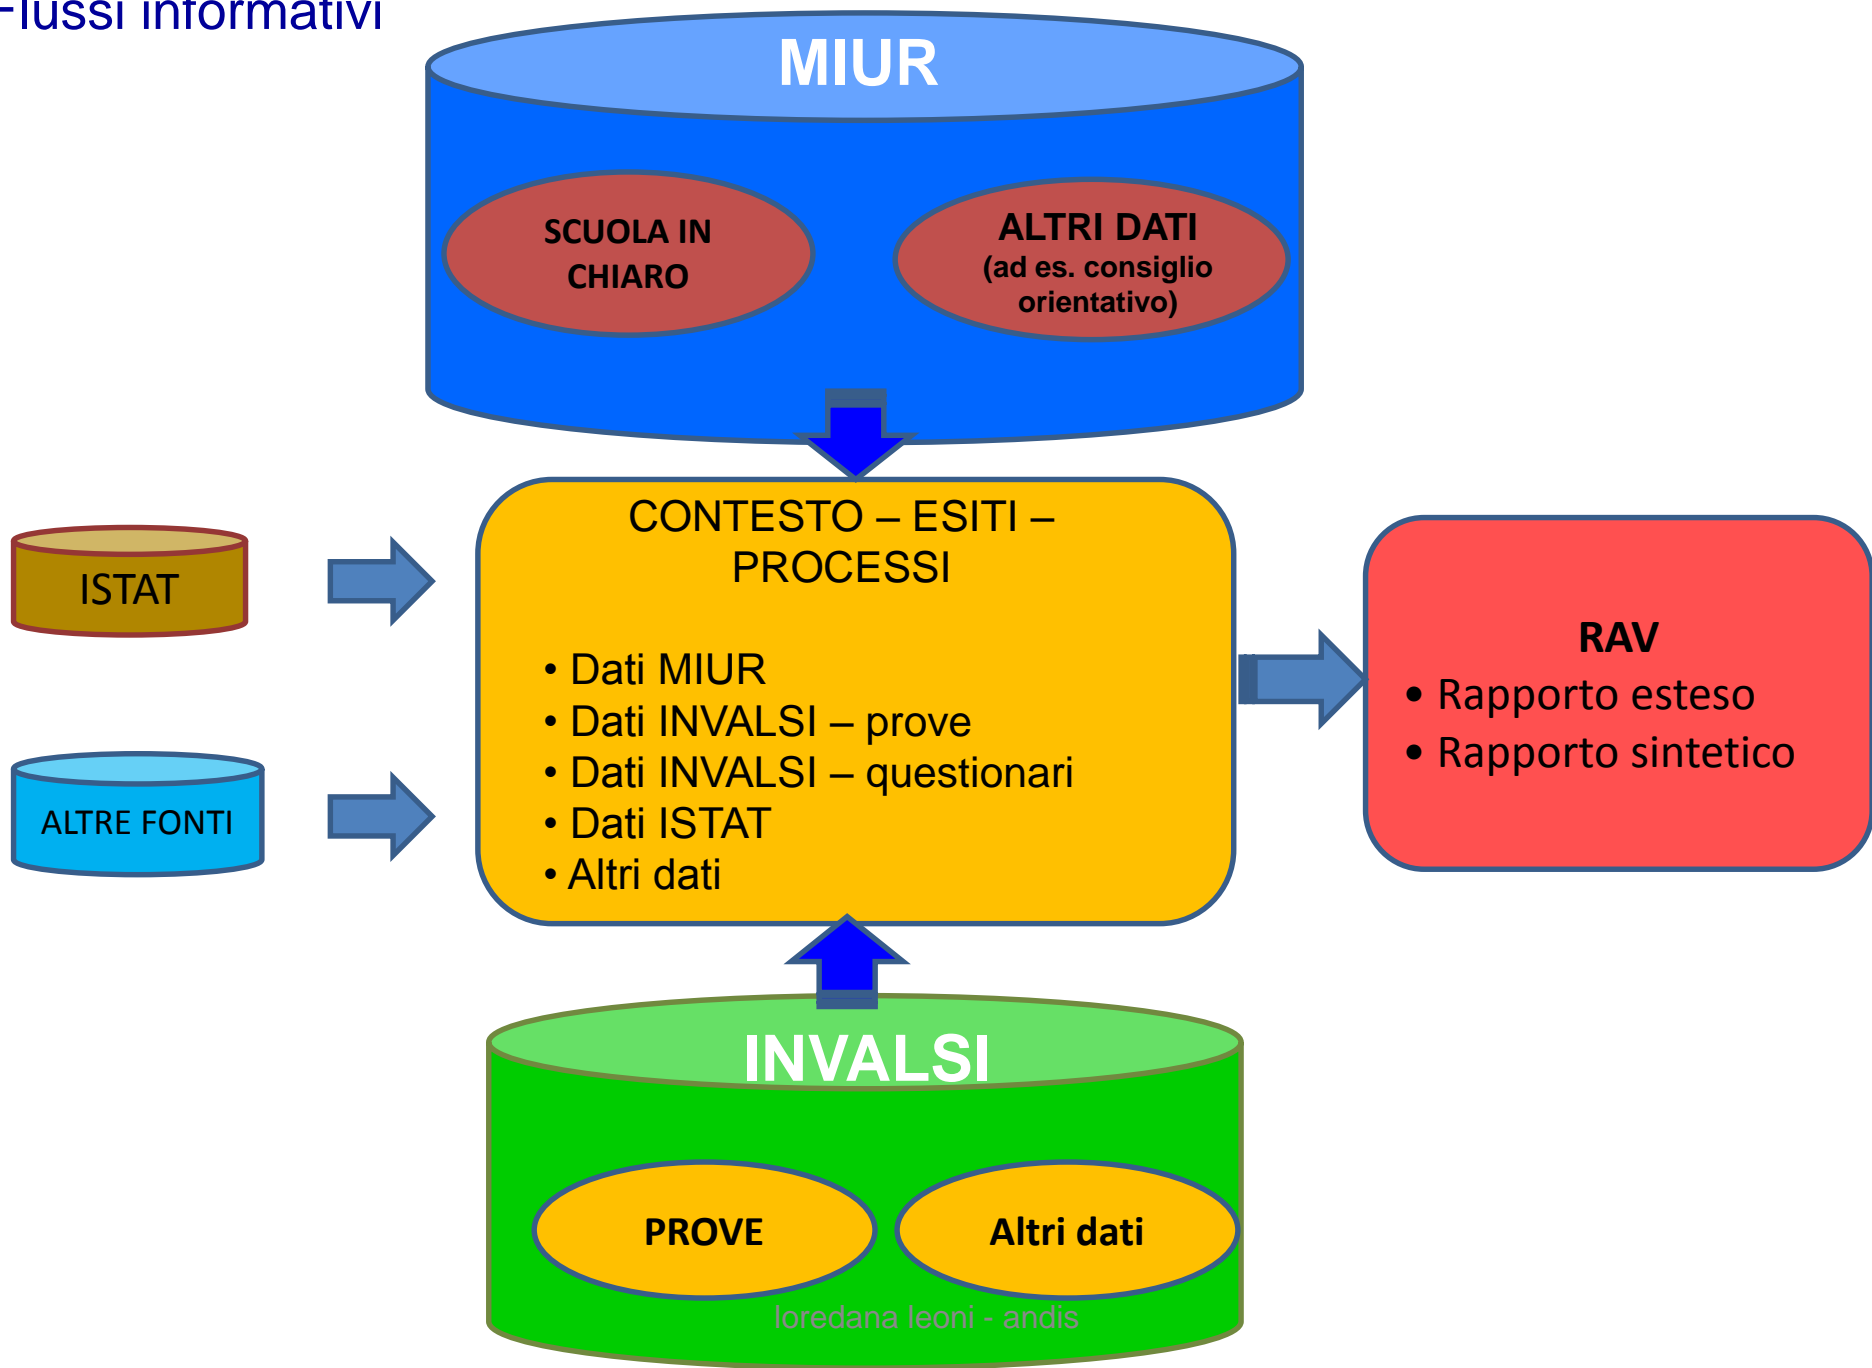 Flussi informativi
MIUR
SCUOLA IN
CHIARO
ALTRI DATI
(ad es. consiglio
orientativo)
CONTESTO – ESITI –
PROCESSI
• Dati MIUR
• Dati INVALSI – prove
• Dati INVALSI – questionari
• Dati ISTAT
• Altri dati
ISTAT
ALTRE FONTI
RAV
• Rapporto esteso
• Rapporto sintetico
INVALSI
PROVE
Altri dati
loredana leoni - andis